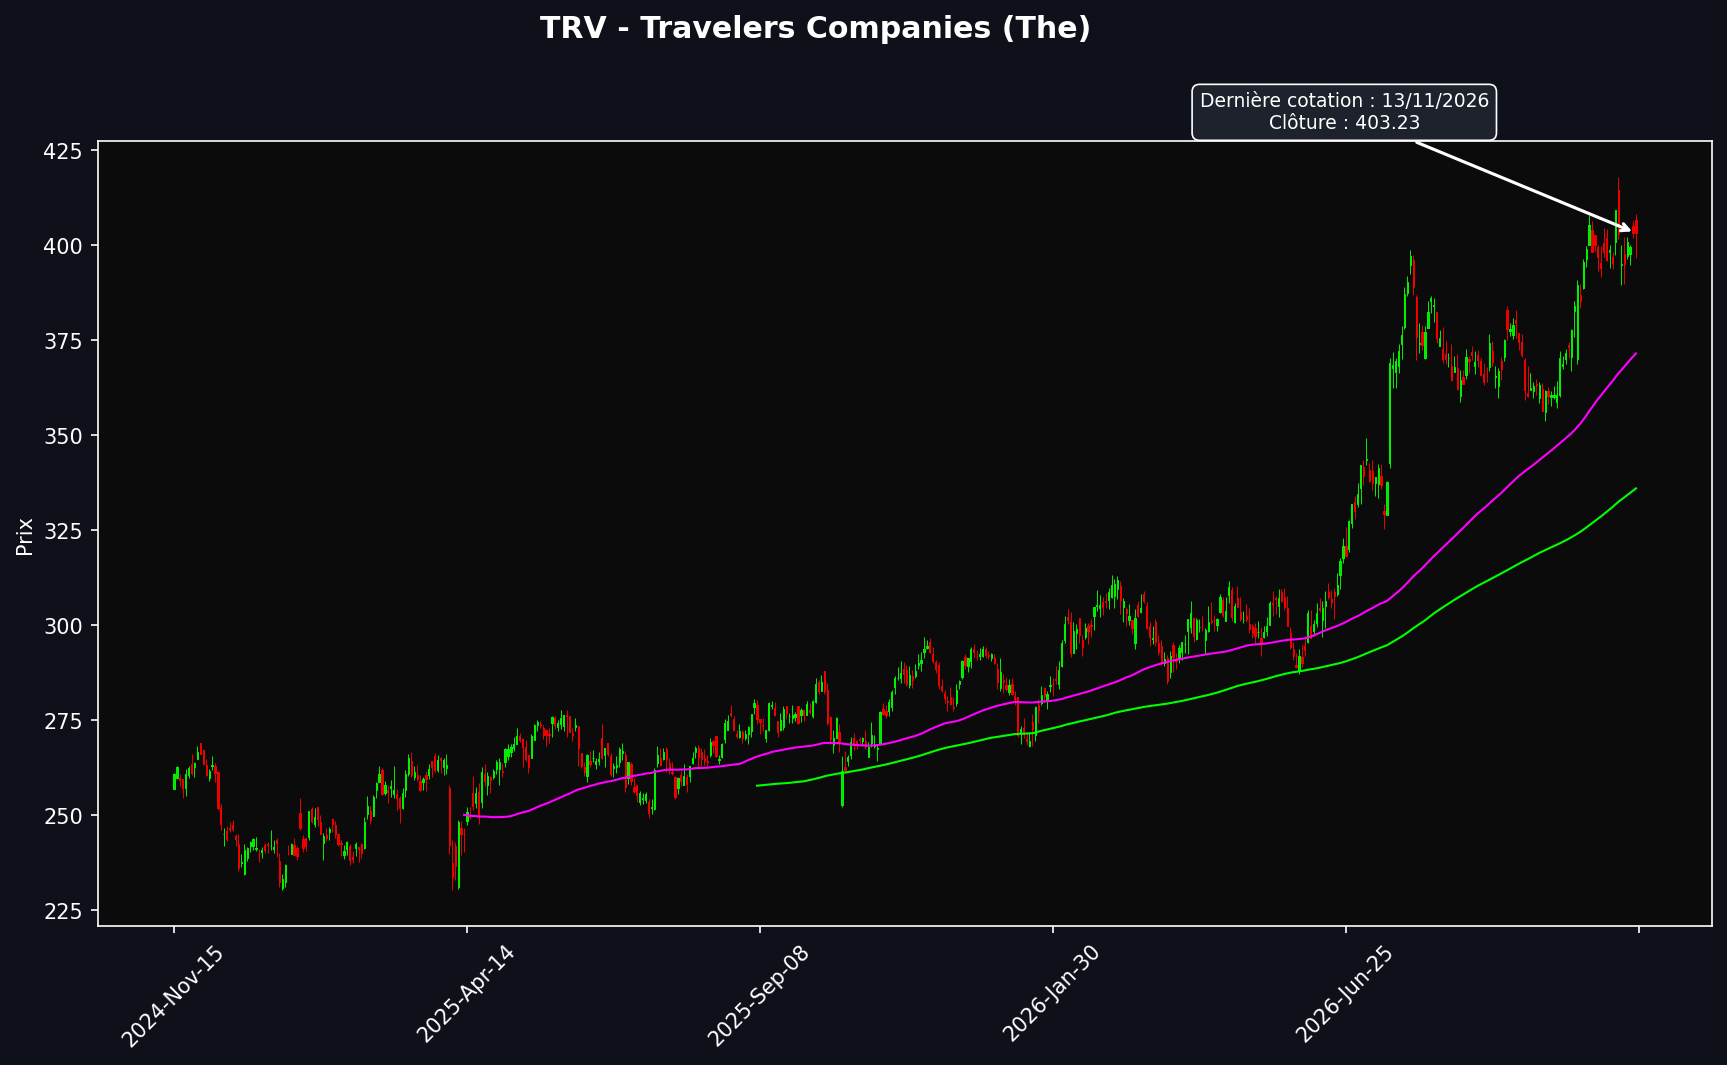 TRV - Travelers Companies (The)
Dernière cotation : 13/11/2026
Clôture : 403.23
425
400
375
350
325
300
275
250
225
Prix
2024-Nov-15
2025-Apr-14
2025-Sep-08
2026-Jan-30
2026-Jun-25